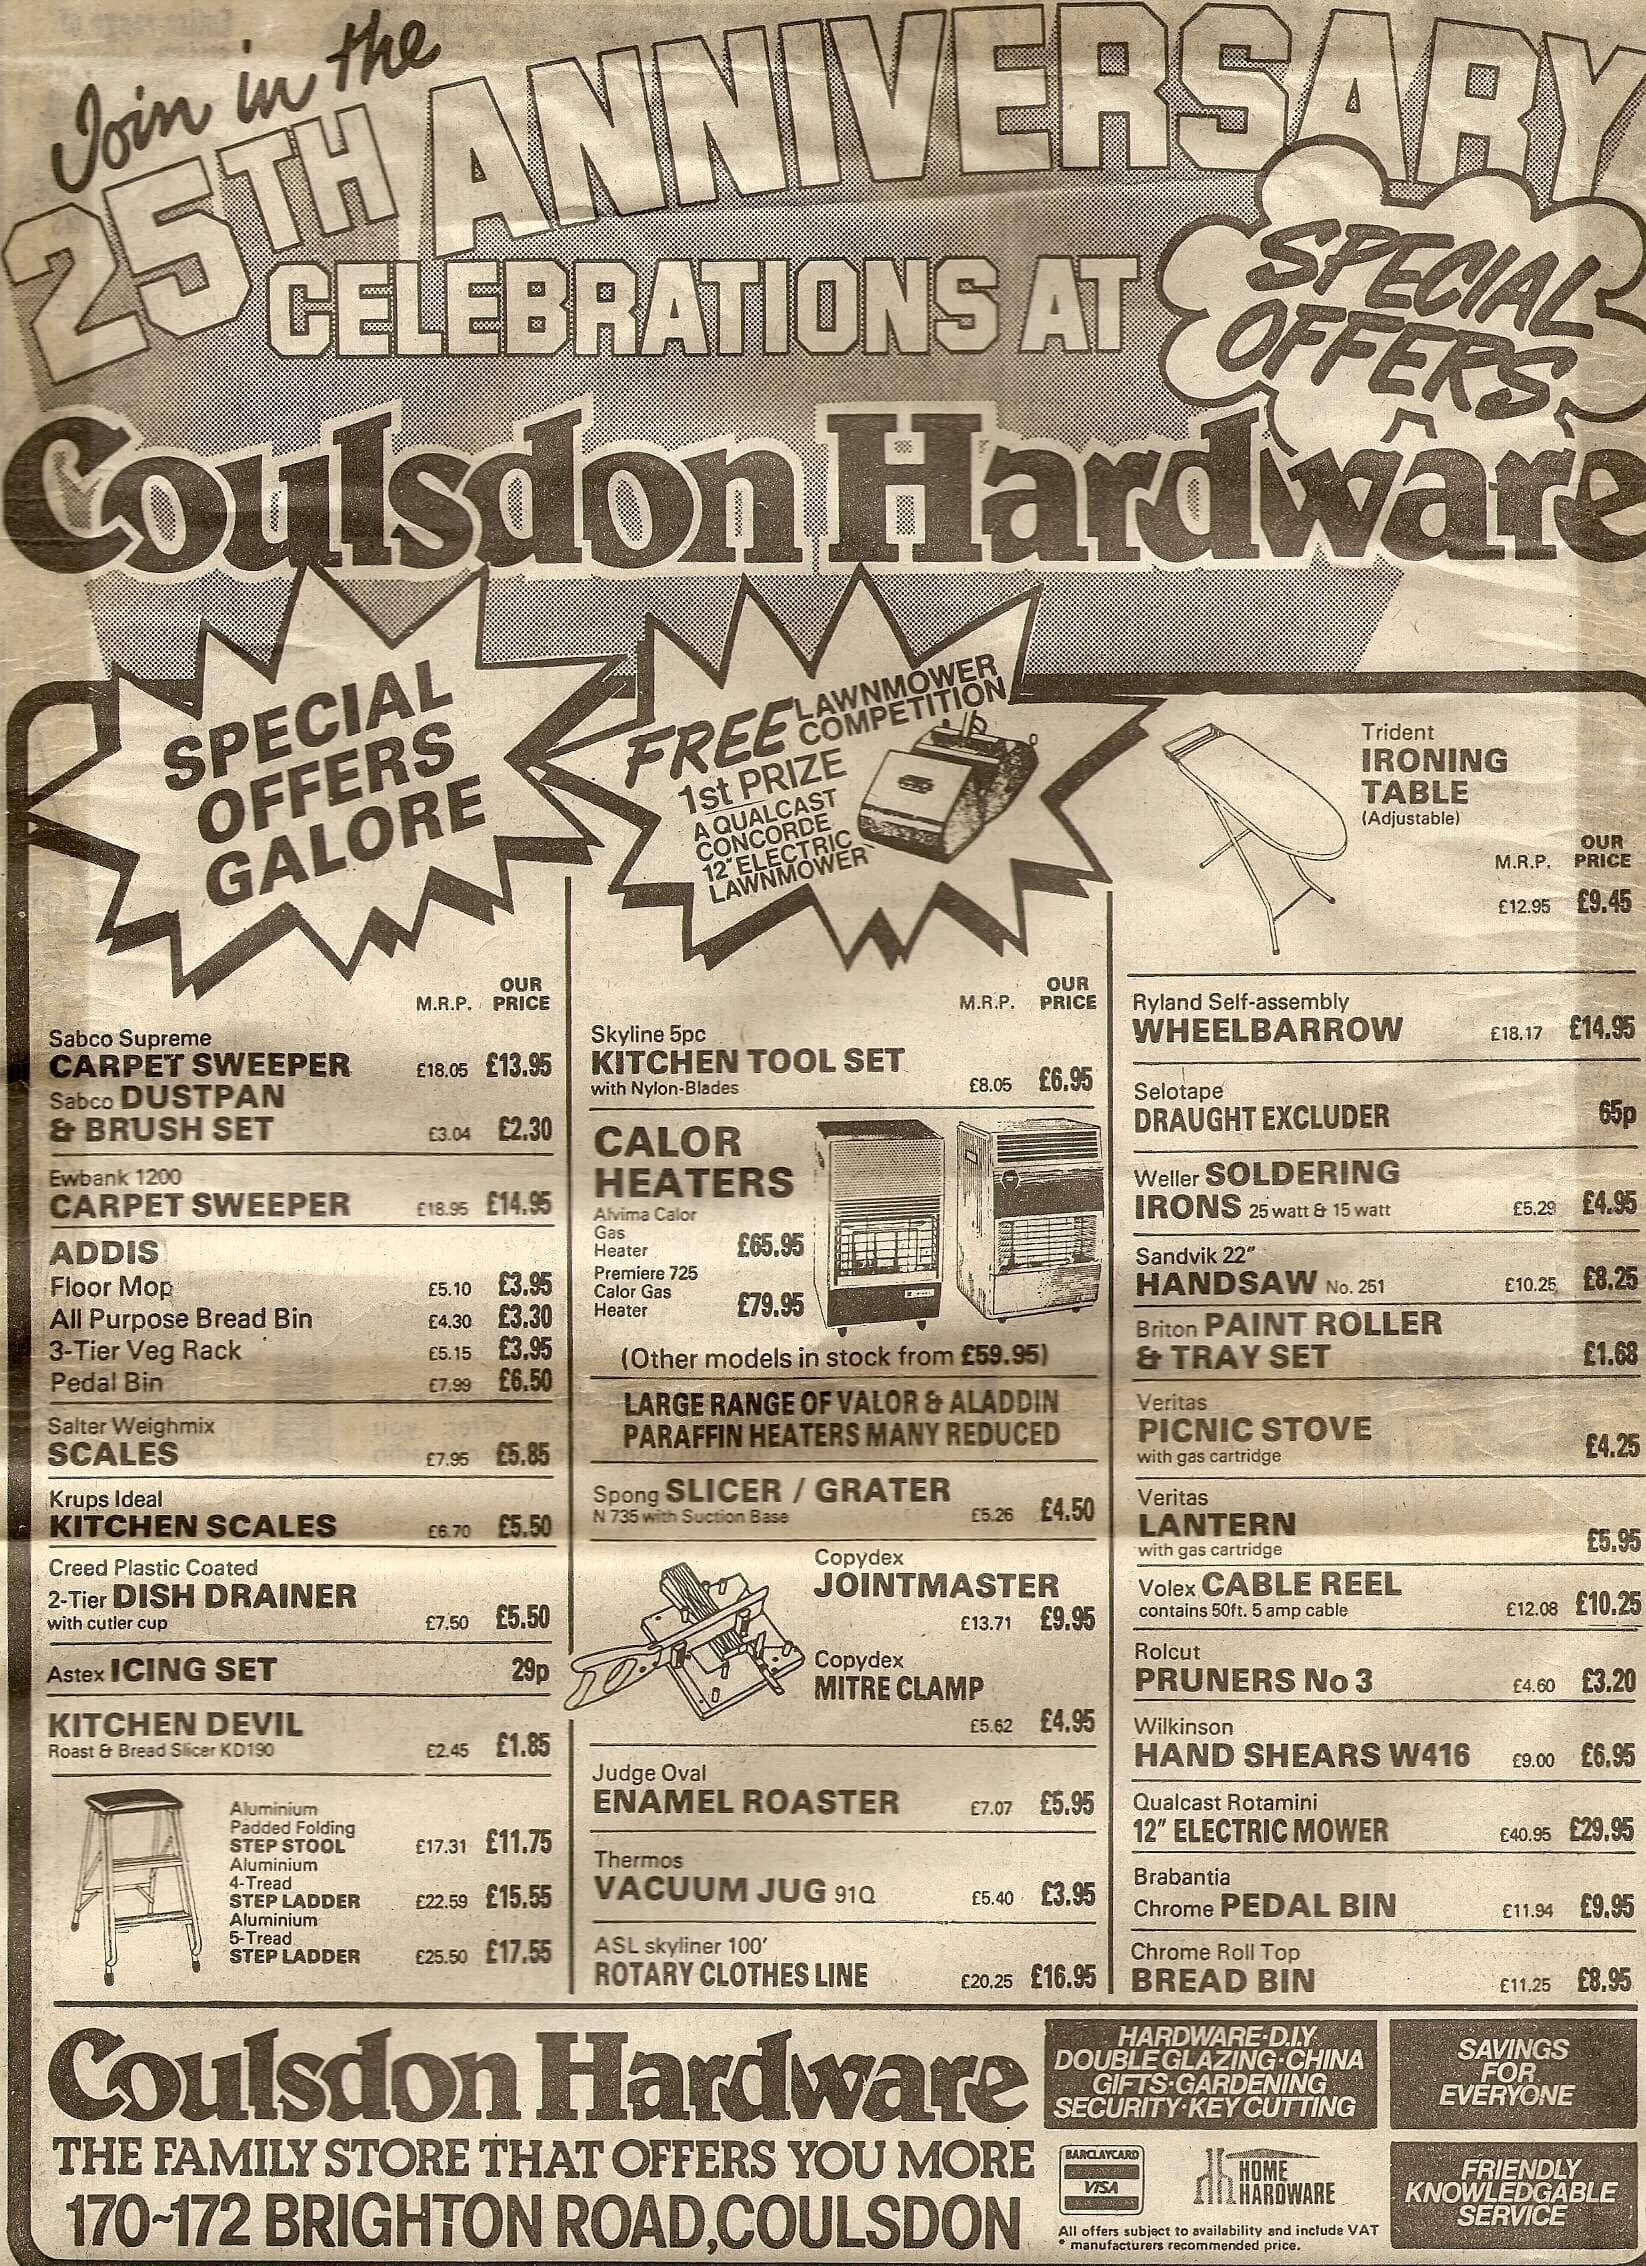 Join in the
25TH ANNIVERSARY
CELEBRATIONS AT
SPECIAL
OFFERS
Coulsdon Hardware
SPECIAL
OFFERS
GALORE
FREE LAWNMOWER
COMPETITION
1st PRIZE
A QUALCAST
CONCORDE
12" ELECTRIC
LAWNMOWER
M.R.P. OUR PRICE
Sabco Supreme
CARPET SWEEPER £18.05 £13.95
Sabco DUSTPAN
& BRUSH SET £3.04 £2.30
Ewbank 1200
CARPET SWEEPER £18.95 £14.95
ADDIS
Floor Mop £5.10 £3.95
All Purpose Bread Bin £4.30 £3.30
3-Tier Veg Rack £5.15 £3.95
Pedal Bin £7.99 £6.50
Salter Weighmix
SCALES £7.95 £5.85
Krups Ideal
KITCHEN SCALES £6.70 £5.50
Creed Plastic Coated
2-Tier DISH DRAINER
with cutler cup £7.50 £5.50
Astex ICING SET 29p
KITCHEN DEVIL
Roast & Bread Slicer KD190 £2.45 £1.85
Aluminium
Padded Folding
STEP STOOL £17.31 £11.75
Aluminium
4-Tread
STEP LADDER £22.59 £15.55
Aluminium
5-Tread
STEP LADDER £25.50 £17.55
M.R.P. OUR PRICE
Skyline 5pc
KITCHEN TOOL SET
with Nylon-Blades £8.05 £6.95
CALOR
HEATERS
Alvima Calor
Gas
Heater £65.95
Premiere 725
Calor Gas
Heater £79.95
(Other models in stock from £59.95)
LARGE RANGE OF VALOR & ALADDIN
PARAFFIN HEATERS MANY REDUCED
Spong SLICER / GRATER
N 735 with Suction Base £5.26 £4.50
Copydex
JOINTMASTER
£13.71 £9.95
Copydex
MITRE CLAMP
£5.62 £4.95
Judge Oval
ENAMEL ROASTER £7.07 £5.95
Thermos
VACUUM JUG 91Q £5.40 £3.95
ASL skyliner 100'
ROTARY CLOTHES LINE £20.25 £16.95
Trident
IRONING
TABLE
(Adjustable)
M.R.P. OUR PRICE
£12.95 £9.45
Ryland Self-assembly
WHEELBARROW £18.17 £14.95
Selotape
DRAUGHT EXCLUDER 65p
Weller SOLDERING
IRONS 25 watt & 15 watt £5.29 £4.95
Sandvik 22"
HANDSAW No. 251 £10.25 £8.25
Briton PAINT ROLLER
& TRAY SET £1.68
Veritas
PICNIC STOVE
with gas cartridge £4.25
Veritas
LANTERN
with gas cartridge £5.95
Volex CABLE REEL
contains 50ft. 5 amp cable £12.08 £10.25
Rolcut
PRUNERS No 3 £4.60 £3.20
Wilkinson
HAND SHEARS W416 £9.00 £6.95
Qualcast Rotamini
12" ELECTRIC MOWER £40.95 £29.95
Brabantia
Chrome PEDAL BIN £11.94 £9.95
Chrome Roll Top
BREAD BIN £11.25 £8.95
Coulsdon Hardware
THE FAMILY STORE THAT OFFERS YOU MORE
170~172 BRIGHTON ROAD, COULSDON
HARDWARE·D.I.Y
DOUBLE GLAZING·CHINA
GIFTS·GARDENING
SECURITY·KEY CUTTING
BARCLAYCARD
VISA
HOME
HARDWARE
All offers subject to availability and include VAT
* manufacturers recommended price.
SAVINGS
FOR
EVERYONE
FRIENDLY
KNOWLEDGABLE
SERVICE